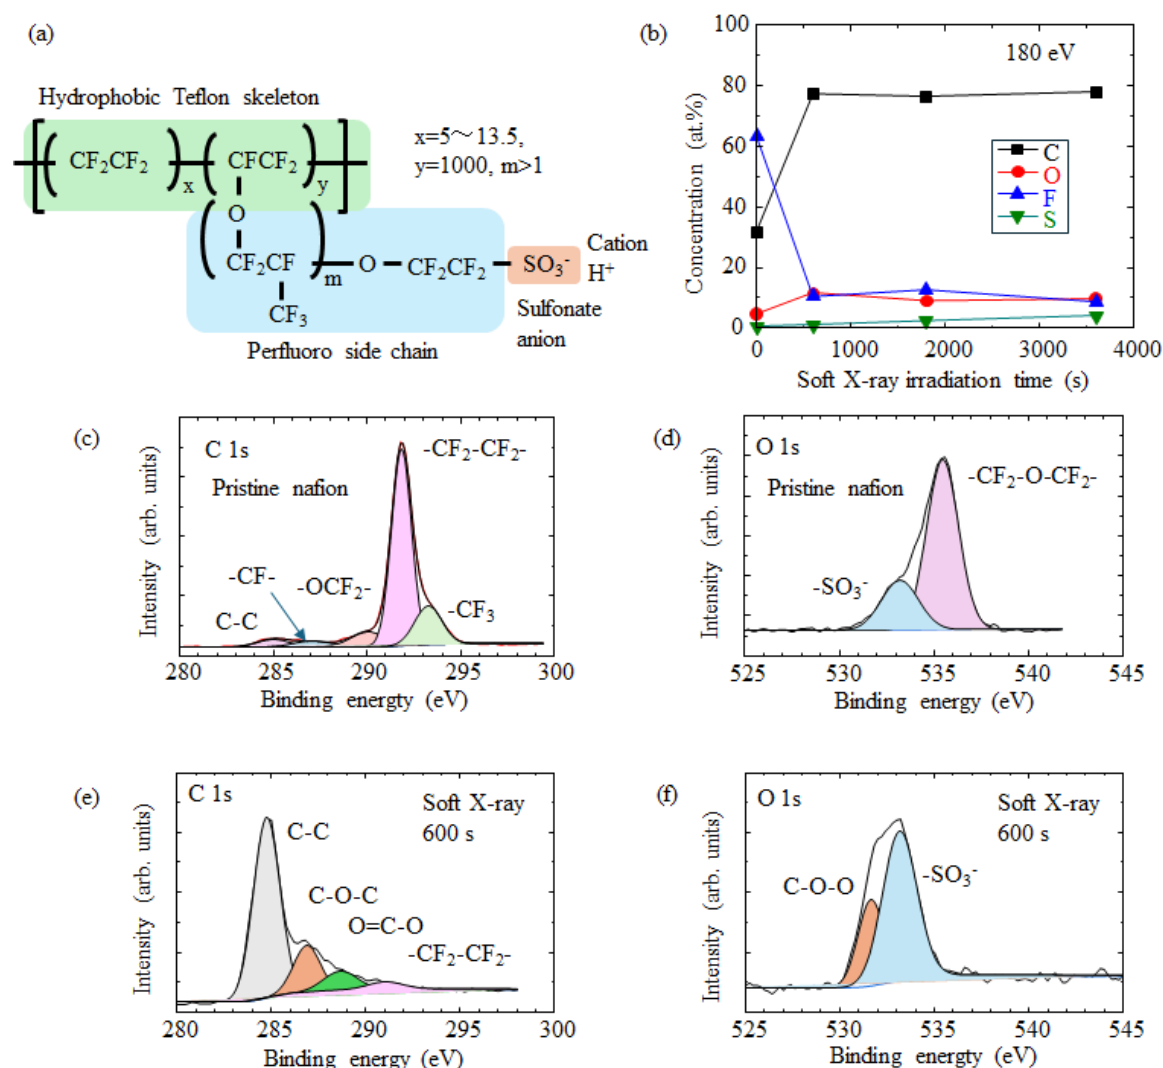 (a)
Hydrophobic Teflon skeleton
CF₂CF₂
x
CFCF₂
y
x=5～13.5,
y=1000, m>1
O
CF₂CF
m
O
CF₂CF₂
SO₃⁻
Cation
H⁺
CF₃
Sulfonate
anion
Perfluoro side chain
(b)
180 eV
Concentration (at.%)
100
80
60
40
20
0
C
O
F
S
0
1000
2000
3000
4000
Soft X-ray irradiation time (s)
(c)
C 1s
Pristine nafion
-CF₂-CF₂-
-CF-
-OCF₂-
C-C
-CF₃
Intensity (arb. units)
280
285
290
295
300
Binding energty (eV)
(d)
O 1s
Pristine nafion
-CF₂-O-CF₂-
-SO₃⁻
Intensity (arb. units)
525
530
535
540
545
Binding energy (eV)
(e)
C 1s
Soft X-ray
600 s
C-C
C-O-C
O=C-O
-CF₂-CF₂-
Intensity (arb. units)
280
285
290
295
300
Binding energty (eV)
(f)
O 1s
Soft X-ray
600 s
C-O-O
-SO₃⁻
Intensity (arb. units)
525
530
535
540
545
Binding energty (eV)